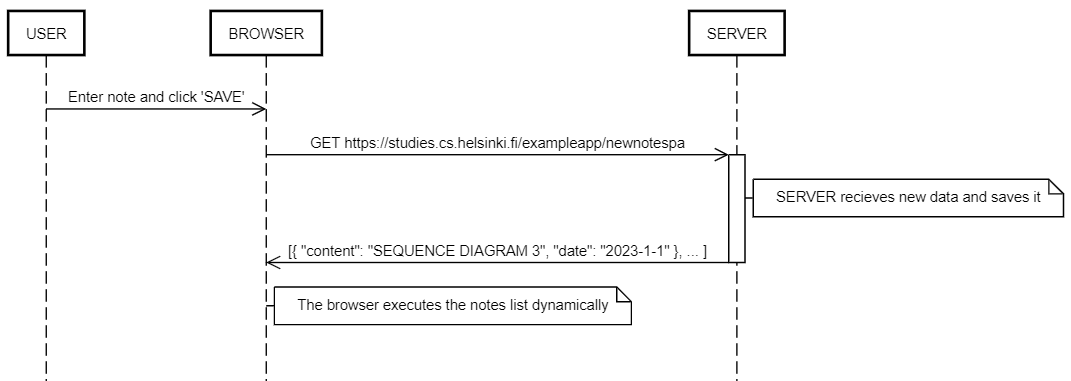 USER
BROWSER
SERVER
Enter note and click 'SAVE'
GET https://studies.cs.helsinki.fi/exampleapp/newnotespa
SERVER recieves new data and saves it
[{ "content": "SEQUENCE DIAGRAM 3", "date": "2023-1-1" }, ... ]
The browser executes the notes list dynamically